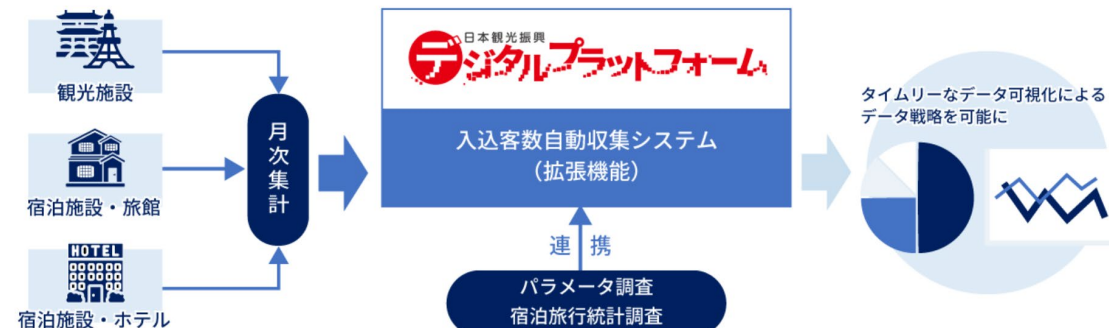 観光施設
宿泊施設・旅館
HOTEL
宿泊施設・ホテル
月次集計
日本観光振興
デジタルプラットフォーム
入込客数自動収集システム
（拡張機能）
連携
パラメータ調査
宿泊旅行統計調査
タイムリーなデータ可視化による
データ戦略を可能に